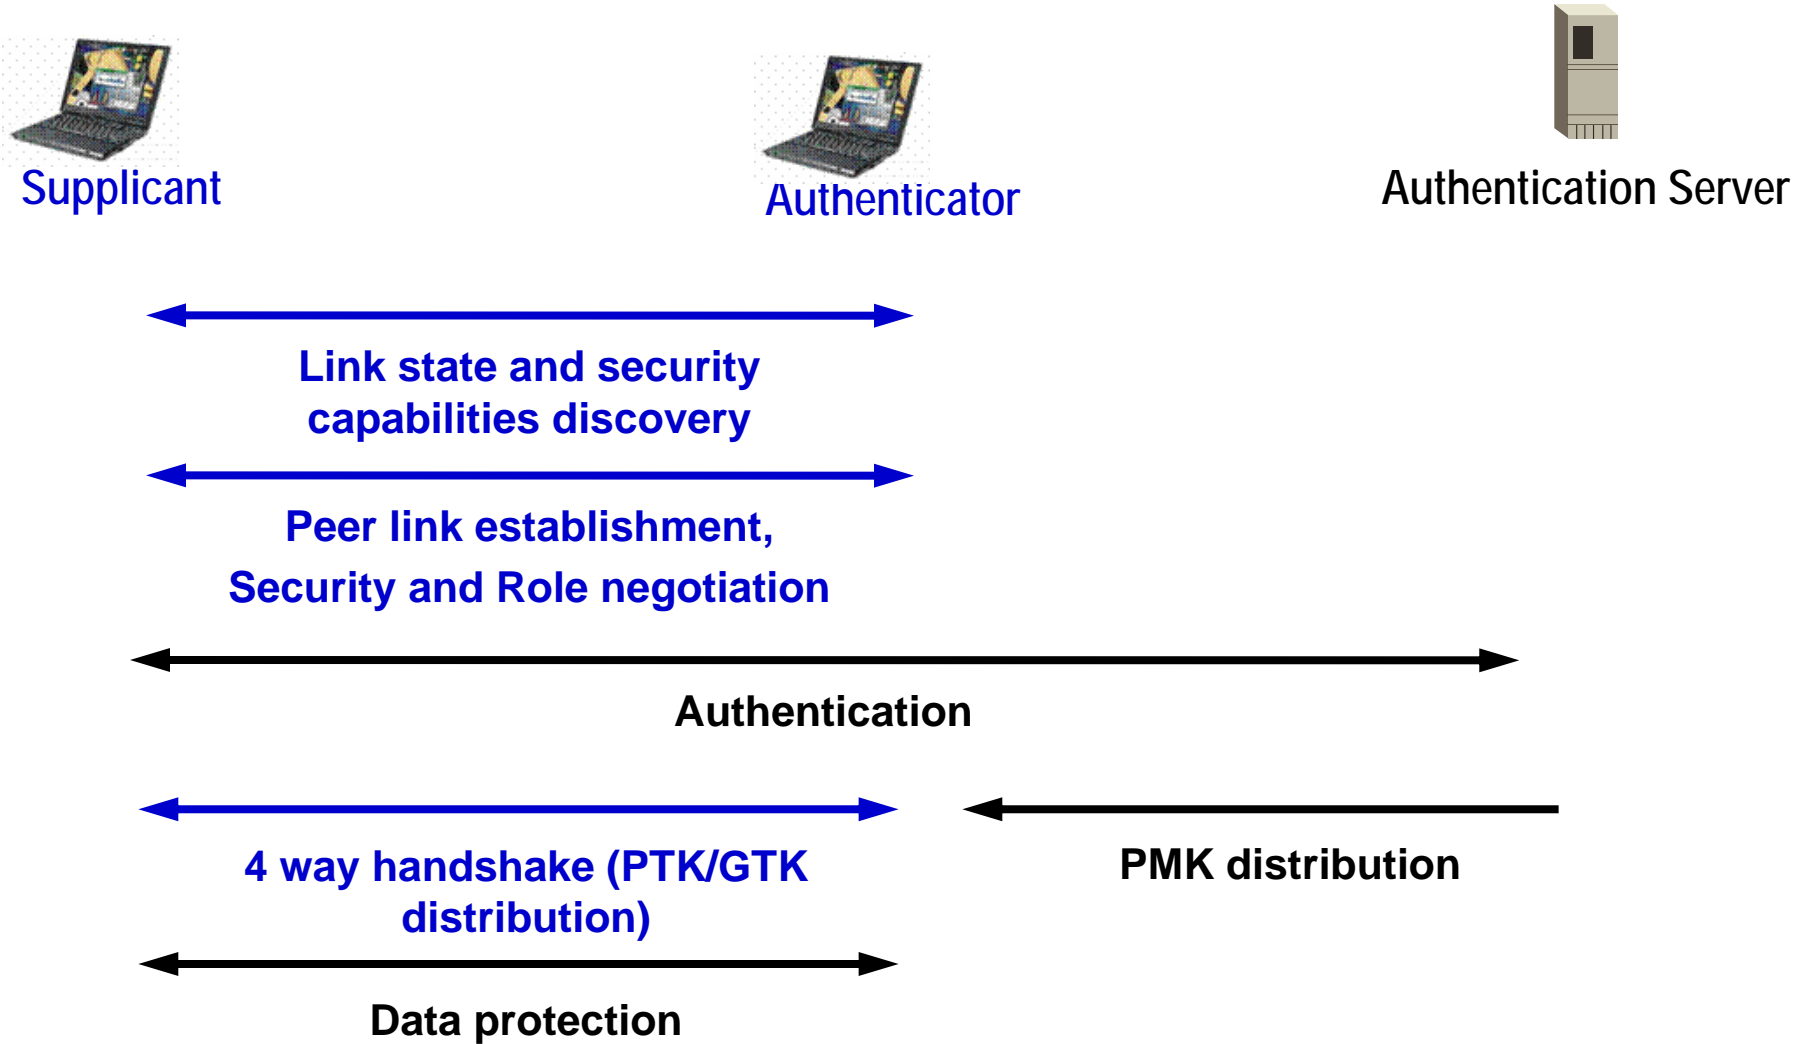 Supplicant
Authenticator
Authentication Server
Link state and security
capabilities discovery
Peer link establishment,
Security and Role negotiation
Authentication
4 way handshake (PTK/GTK
distribution)
PMK distribution
Data protection